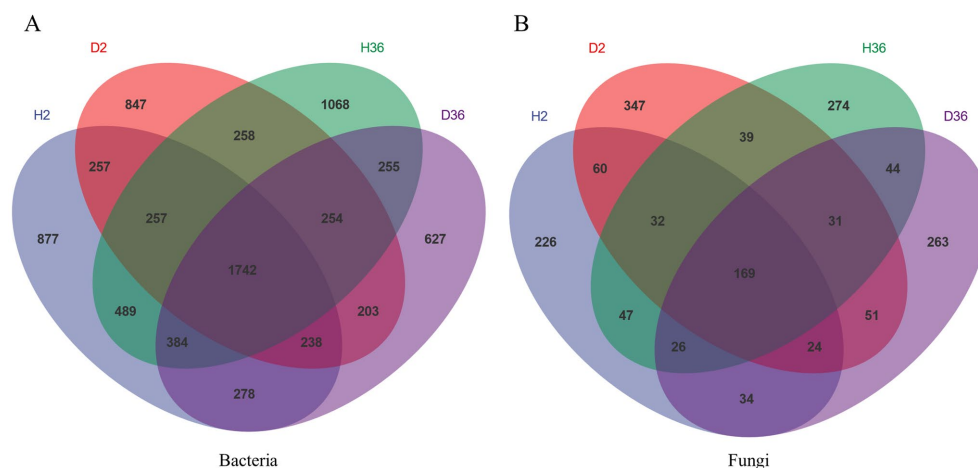 A
B
D2
H36
D2
H36
H2
D36
H2
D36
847
1068
347
274
258
39
257
255
60
44
257
254
32
31
877
627
226
263
1742
169
489
203
47
51
384
238
26
24
278
34
Bacteria
Fungi